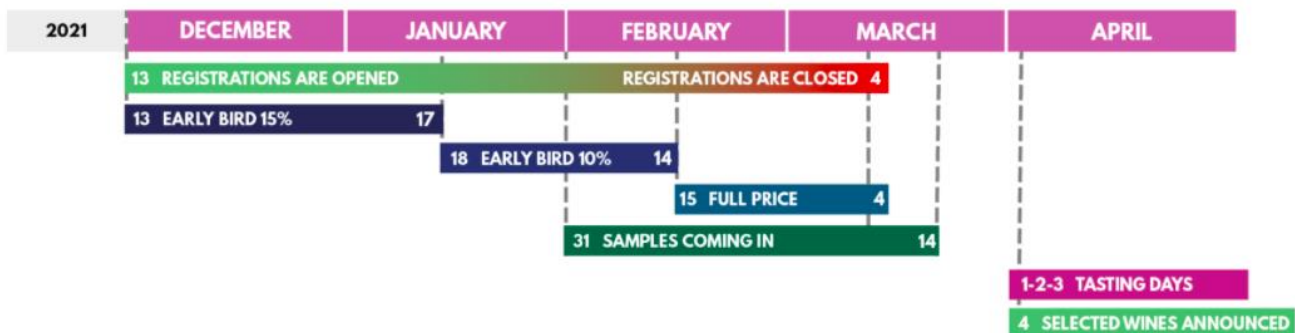 2021 DECEMBER JANUARY FEBRUARY MARCH APRIL
13 REGISTRATIONS ARE OPENED REGISTRATIONS ARE CLOSED 4
13 EARLY BIRD 15% 17
18 EARLY BIRD 10% 14
15 FULL PRICE 4
31 SAMPLES COMING IN 14
1-2-3 TASTING DAYS
4 SELECTED WINES ANNOUNCED